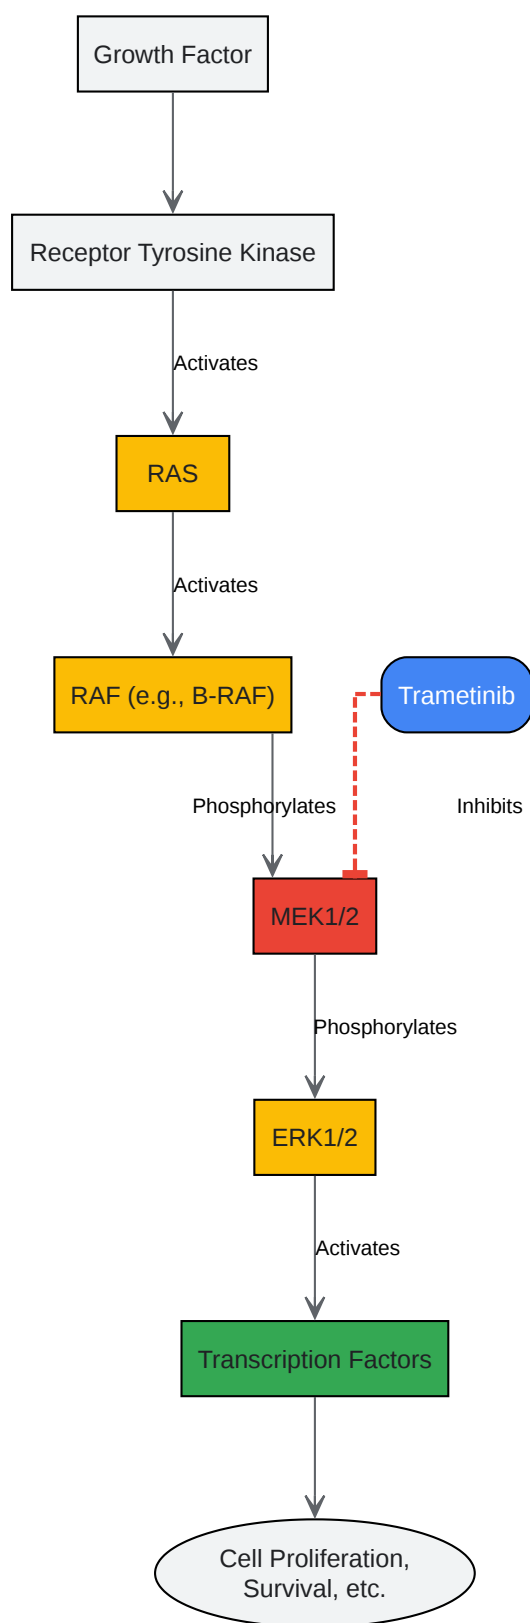 Growth Factor
Receptor Tyrosine Kinase
Activates
RAS
Activates
RAF (e.g., B-RAF)
Trametinib
Phosphorylates
Inhibits
MEK1/2
Phosphorylates
ERK1/2
Activates
Transcription Factors
Cell Proliferation,
Survival, etc.